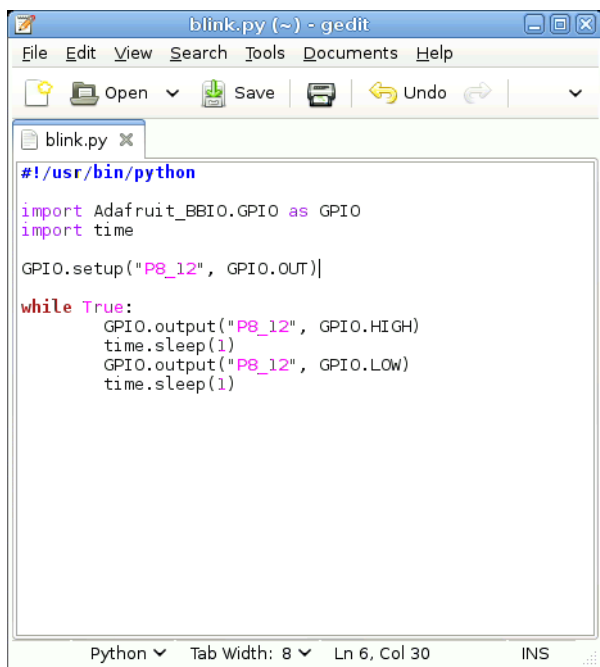 blink.py (~) - gedit
File Edit View Search Tools Documents Help
Open Save Undo
blink.py
#!/usr/bin/python
import Adafruit_BBIO.GPIO as GPIO
import time
GPIO.setup("P8_12", GPIO.OUT)
while True:
        GPIO.output("P8_12", GPIO.HIGH)
        time.sleep(1)
        GPIO.output("P8_12", GPIO.LOW)
        time.sleep(1)
Python Tab Width: 8 Ln 6, Col 30 INS